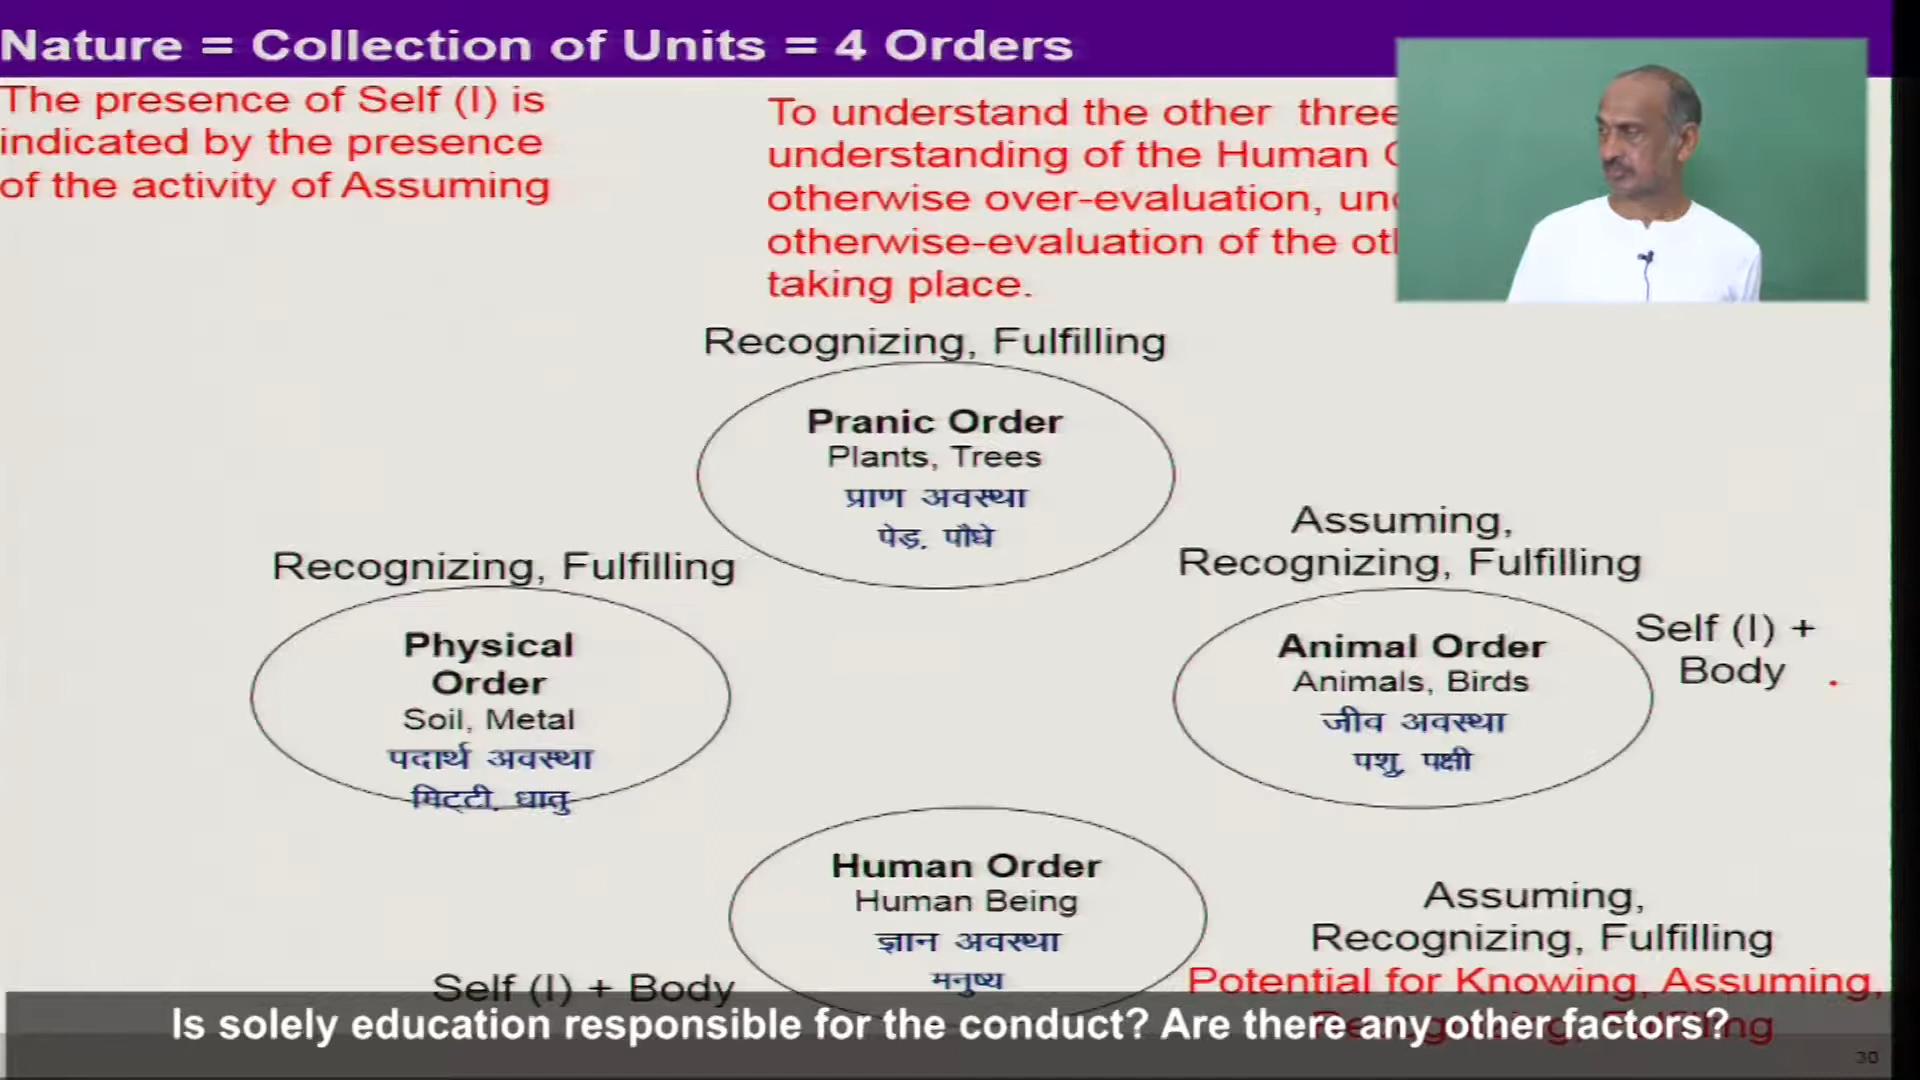 Nature = Collection of Units = 4 Orders
The presence of Self (I) is
indicated by the presence
of the activity of Assuming
To understand the other three
understanding of the Human
otherwise over-evaluation,
otherwise-evaluation of the
taking place.
Recognizing, Fulfilling
Pranic Order
Plants, Trees
प्राण अवस्था
पेड़, पौधे
Recognizing, Fulfilling
Physical
Order
Soil, Metal
पदार्थ अवस्था
मिट्टी, धातु
Assuming,
Recognizing, Fulfilling
Animal Order
Animals, Birds
जीव अवस्था
पशु, पक्षी
Self (I) +
Body
Human Order
Human Being
ज्ञान अवस्था
मनुष्य
Self (I) + Body
Assuming,
Recognizing, Fulfilling
Potential for Knowing, Assuming,
Recognizing, Fulfilling
Is solely education responsible for the conduct? Are there any other factors?
30